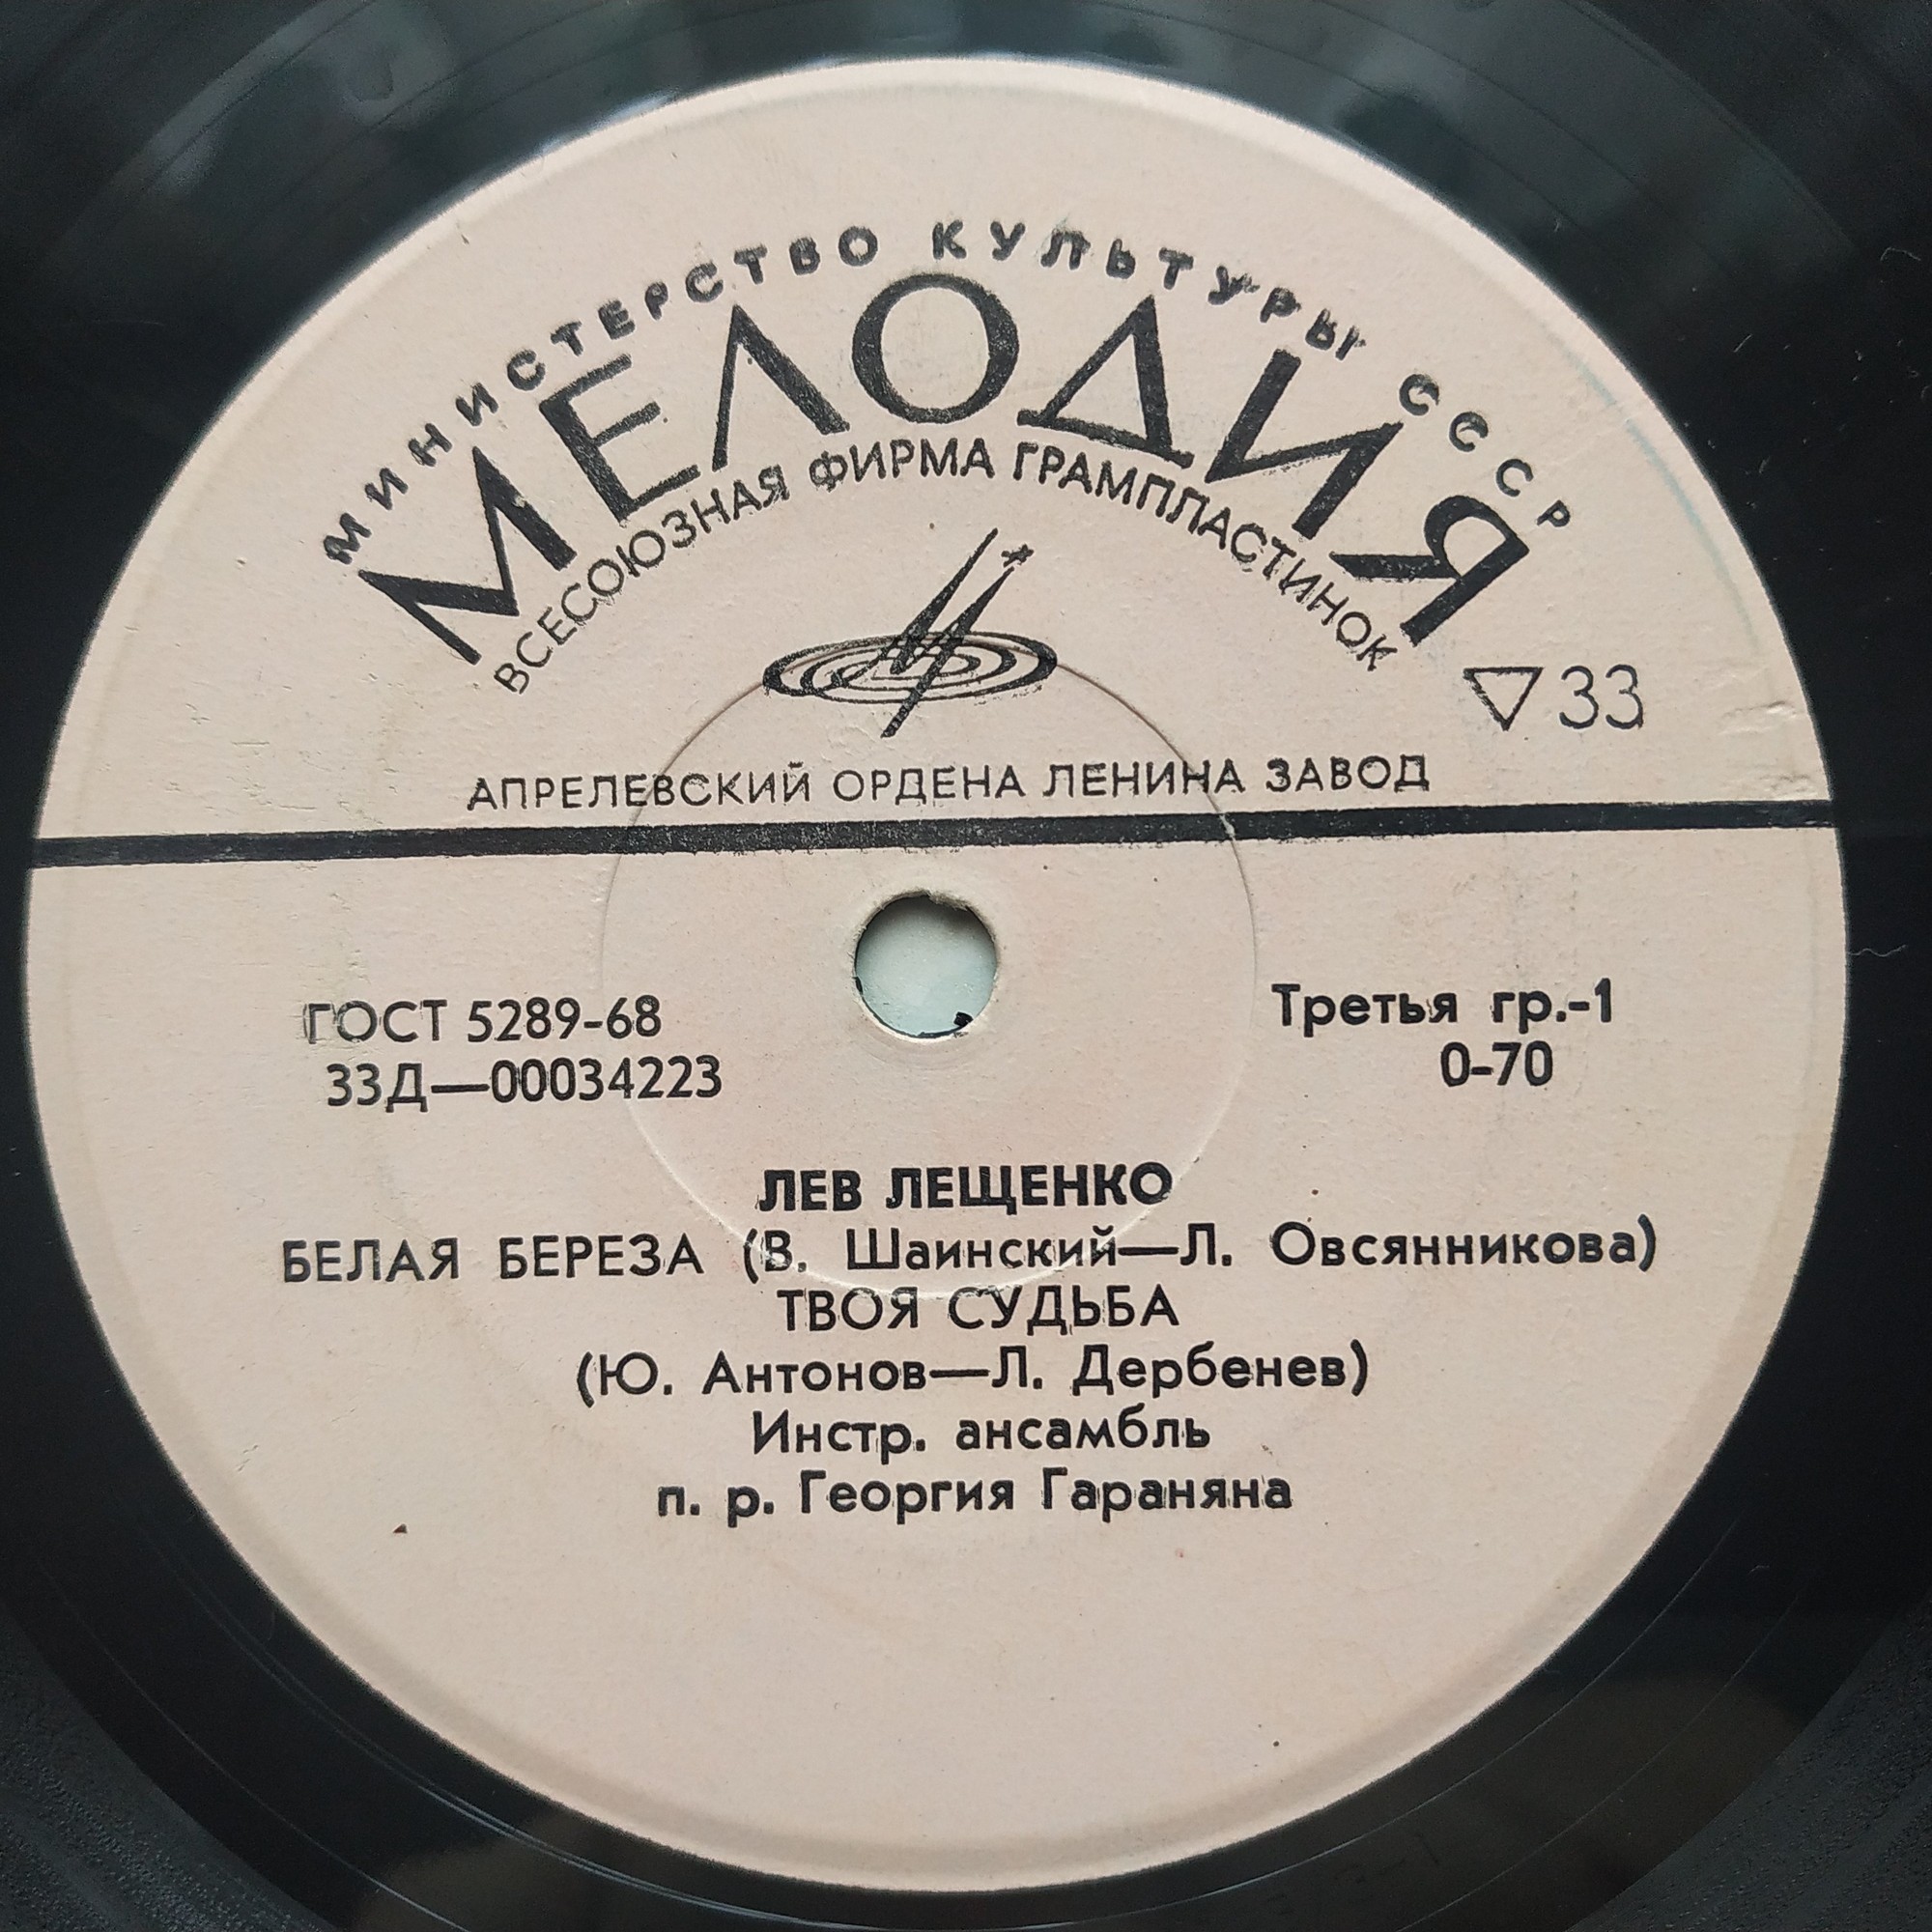 МИНИСТЕРСТВО КУЛЬТУРЫ СССР
МЕЛОДИЯ
ВСЕСОЮЗНАЯ ФИРМА ГРАМПЛАСТИНОК
▽33
АПРЕЛЕВСКИЙ ОРДЕНА ЛЕНИНА ЗАВОД
ГОСТ 5289-68
33Д—00034223
Третья гр.-1
0-70
ЛЕВ ЛЕЩЕНКО
БЕЛАЯ БЕРЕЗА (В. Шаинский—Л. Овсянникова)
ТВОЯ СУДЬБА
(Ю. Антонов—Л. Дербенев)
Инстр. ансамбль
п. р. Георгия Гараняна